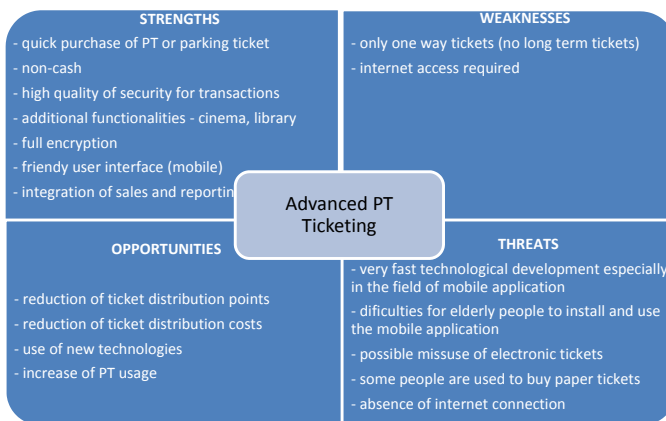 STRENGTHS
- quick purchase of PT or parking ticket
- non-cash
- high quality of security for transactions
- additional functionalities - cinema, library
- full encryption
- friendy user interface (mobile)
- integration of sales and reportin
WEAKNESSES
- only one way tickets (no long term tickets)
- internet access required
Advanced PT
Ticketing
OPPORTUNITIES
- reduction of ticket distribution points
- reduction of ticket distribution costs
- use of new technologies
- increase of PT usage
THREATS
- very fast technological development especially
in the field of mobile application
- dificulties for elderly people to install and use
the mobile application
- possible missuse of electronic tickets
- some people are used to buy paper tickets
- absence of internet connection